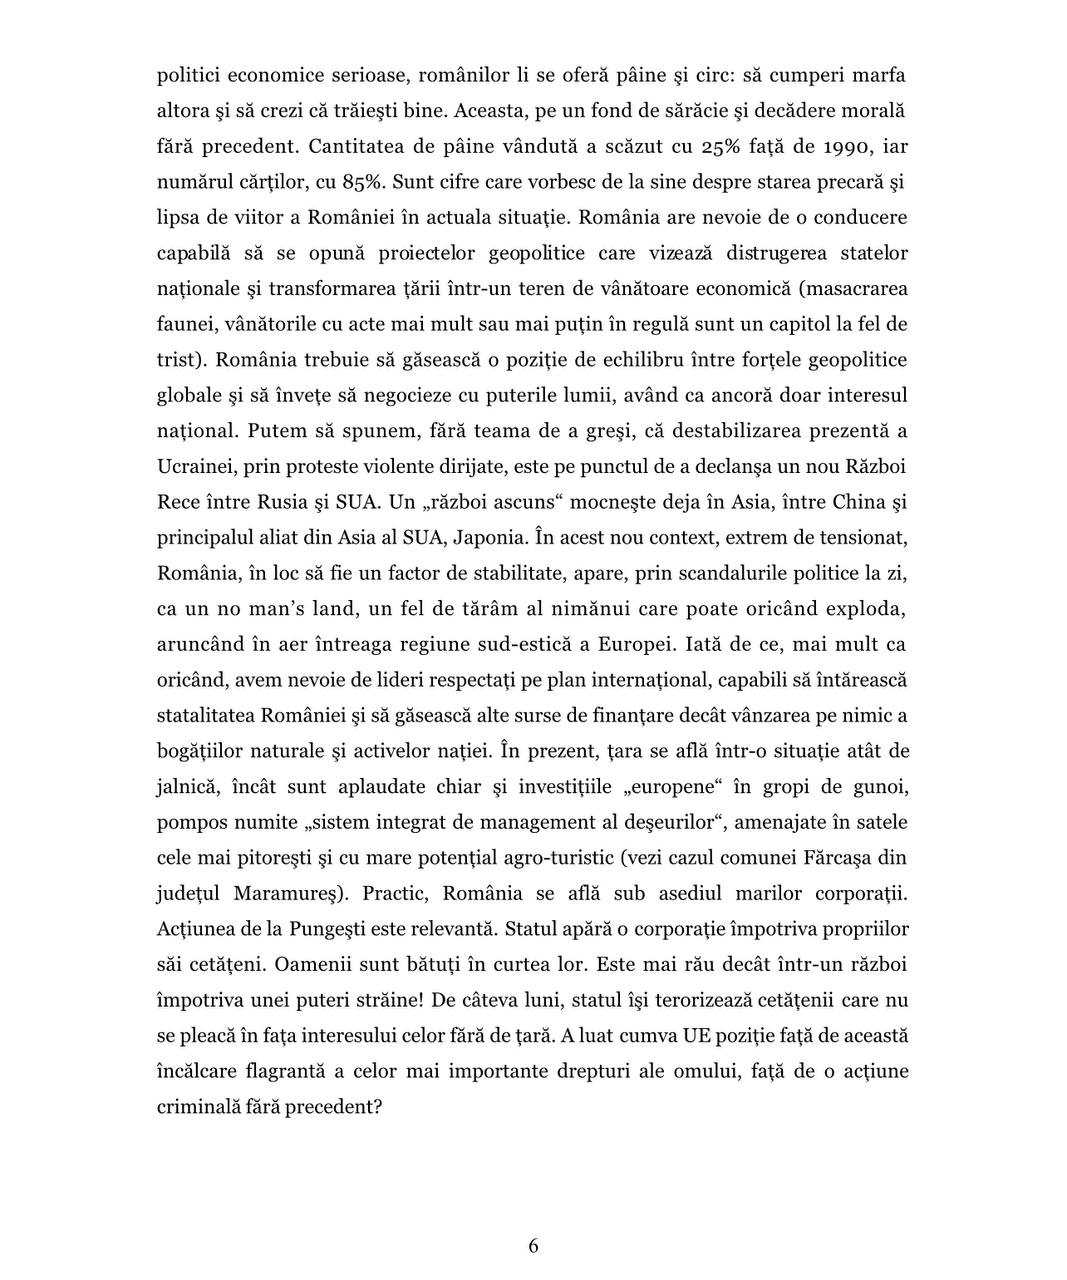 politici economice serioase, românilor li se oferă pâine şi circ: să cumperi marfa
altora şi să crezi că trăieşti bine. Aceasta, pe un fond de sărăcie şi decădere morală
fără precedent. Cantitatea de pâine vândută a scăzut cu 25% faţă de 1990, iar
numărul cărţilor, cu 85%. Sunt cifre care vorbesc de la sine despre starea precară şi
lipsa de viitor a României în actuala situaţie. România are nevoie de o conducere
capabilă să se opună proiectelor geopolitice care vizează distrugerea statelor
naţionale şi transformarea ţării într-un teren de vânătoare economică (masacrarea
faunei, vânătorile cu acte mai mult sau mai puţin în regulă sunt un capitol la fel de
trist). România trebuie să găsească o poziţie de echilibru între forţele geopolitice
globale şi să înveţe să negocieze cu puterile lumii, având ca ancoră doar interesul
naţional. Putem să spunem, fără teama de a greşi, că destabilizarea prezentă a
Ucrainei, prin proteste violente dirijate, este pe punctul de a declanşa un nou Război
Rece între Rusia şi SUA. Un „război ascuns“ mocneşte deja în Asia, între China şi
principalul aliat din Asia al SUA, Japonia. În acest nou context, extrem de tensionat,
România, în loc să fie un factor de stabilitate, apare, prin scandalurile politice la zi,
ca un no man’s land, un fel de tărâm al nimănui care poate oricând exploda,
aruncând în aer întreaga regiune sud-estică a Europei. Iată de ce, mai mult ca
oricând, avem nevoie de lideri respectaţi pe plan internaţional, capabili să întărească
statalitatea României şi să găsească alte surse de finanţare decât vânzarea pe nimic a
bogăţiilor naturale şi activelor naţiei. În prezent, ţara se află într-o situaţie atât de
jalnică, încât sunt aplaudate chiar şi investiţiile „europene“ în gropi de gunoi,
pompos numite „sistem integrat de management al deşeurilor“, amenajate în satele
cele mai pitoreşti şi cu mare potenţial agro-turistic (vezi cazul comunei Fărcaşa din
judeţul Maramureş). Practic, România se află sub asediul marilor corporaţii.
Acţiunea de la Pungeşti este relevantă. Statul apără o corporaţie împotriva propriilor
săi cetăţeni. Oamenii sunt bătuţi în curtea lor. Este mai rău decât într-un război
împotriva unei puteri străine! De câteva luni, statul îşi terorizează cetăţenii care nu
se pleacă în faţa interesului celor fără de ţară. A luat cumva UE poziţie faţă de această
încălcare flagrantă a celor mai importante drepturi ale omului, faţă de o acţiune
criminală fără precedent?
6